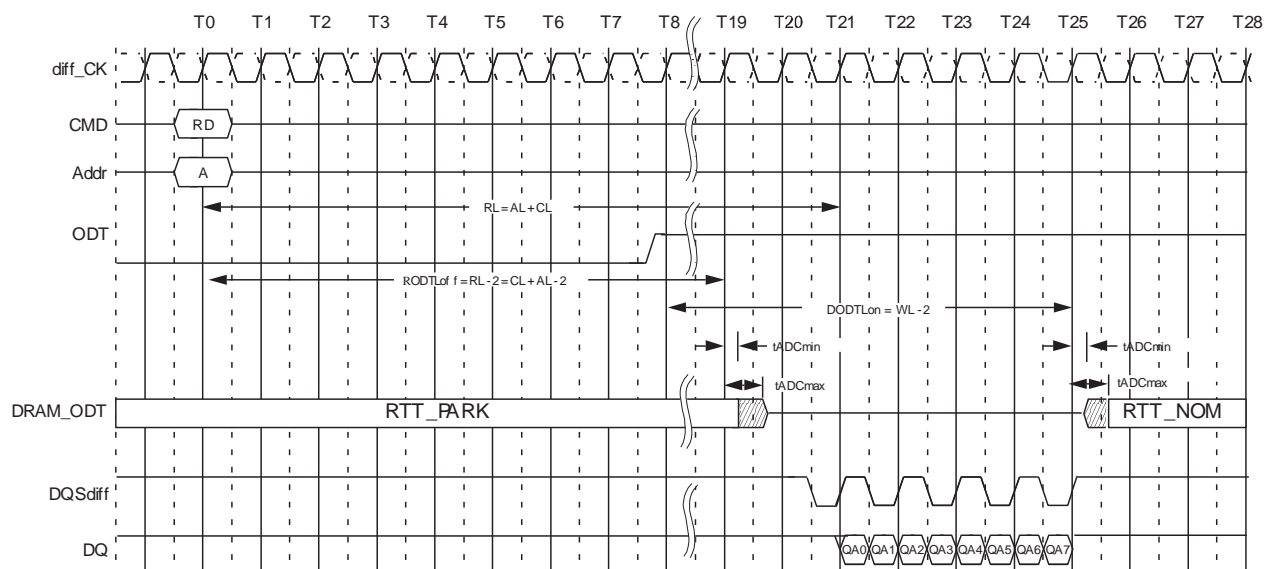 T0 T1 T2 T3 T4 T5 T6 T7 T8 T19 T20 T21 T22 T23 T24 T25 T26 T27 T28
diff_CK
CMD RD
Addr A
RL=AL+CL
ODT
RODTLoff=RL-2=CL+AL-2
DODTLon = WL-2
tADCmin tADCmin
tADCmax tADCmax
DRAM_ODT RTT_PARK RTT_NOM
DQSdiff
DQ QA0 QA1 QA2 QA3 QA4 QA5 QA6 QA7